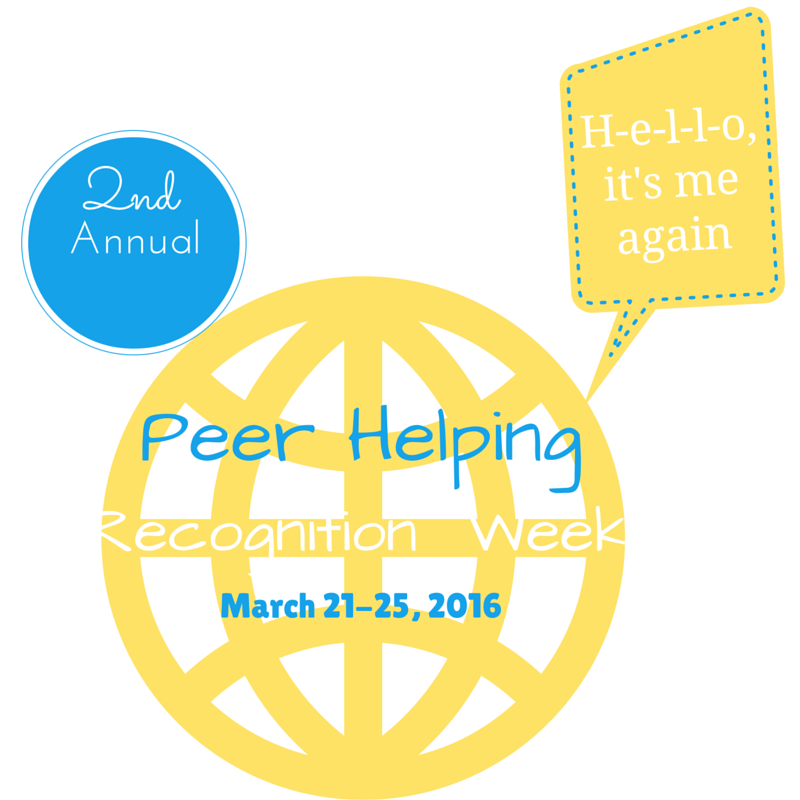 2nd
Annual
H-e-l-l-o,
it's me
again
Peer Helping
Recognition Week
March 21-25, 2016